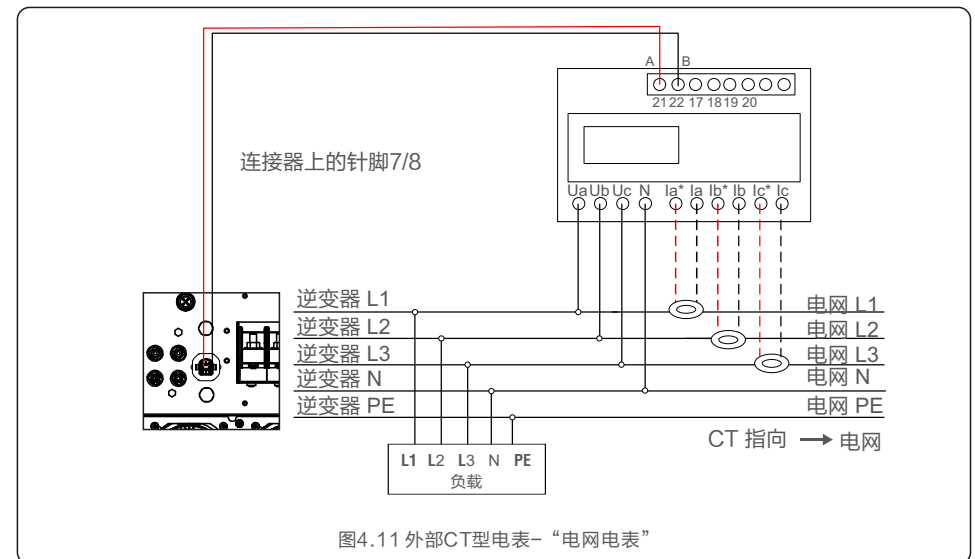 A B
21 22 17 18 19 20
连接器上的针脚7/8
Ua Ub Uc N Ia* Ia Ib* Ib Ic* Ic
逆变器 L1 电网 L1
逆变器 L2 电网 L2
逆变器 L3 电网 L3
逆变器 N 电网 N
逆变器 PE 电网 PE
CT 指向 → 电网
L1 L2 L3 N PE
负载
图4.11 外部CT型电表–“电网电表”